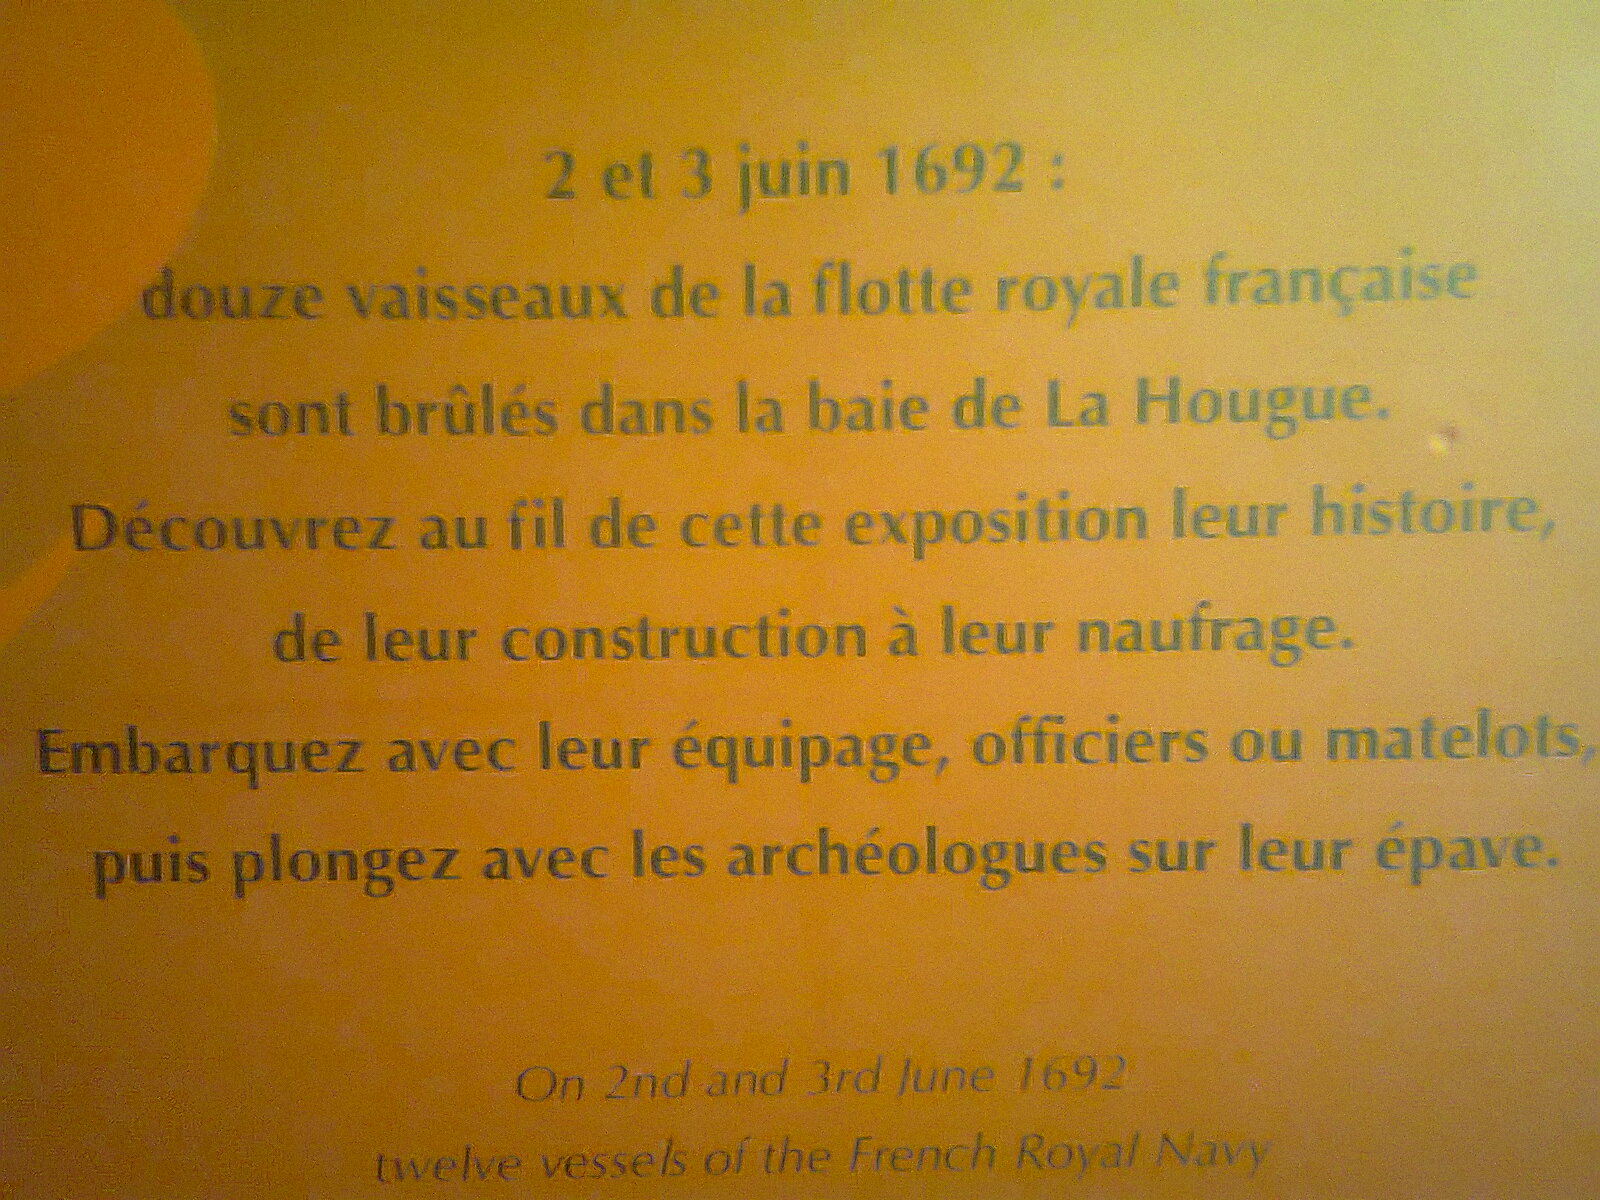 2 et 3 juin 1692 :
douze vaisseaux de la flotte royale française
sont brûlés dans la baie de La Hougue.
Découvrez au fil de cette exposition leur histoire,
de leur construction à leur naufrage.
Embarquez avec leur équipage, officiers ou matelots,
puis plongez avec les archéologues sur leur épave.
On 2nd and 3rd June 1692
twelve vessels of the French Royal Navy